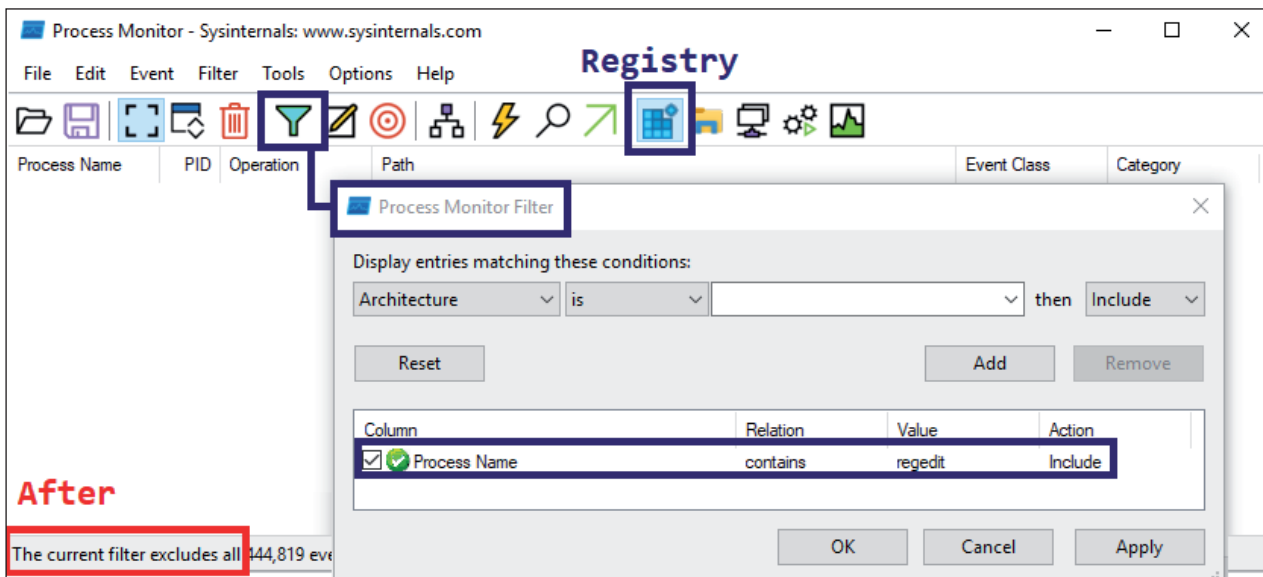 Process Monitor - Sysinternals: www.sysinternals.com
Registry
File Edit Event Filter Tools Options Help
Process Name PID Operation Path Event Class Category
Process Monitor Filter
Display entries matching these conditions:
Architecture is then Include
Reset Add Remove
Column Relation Value Action
Process Name contains regedit Include
After
The current filter excludes all 444,819 eve
OK Cancel Apply